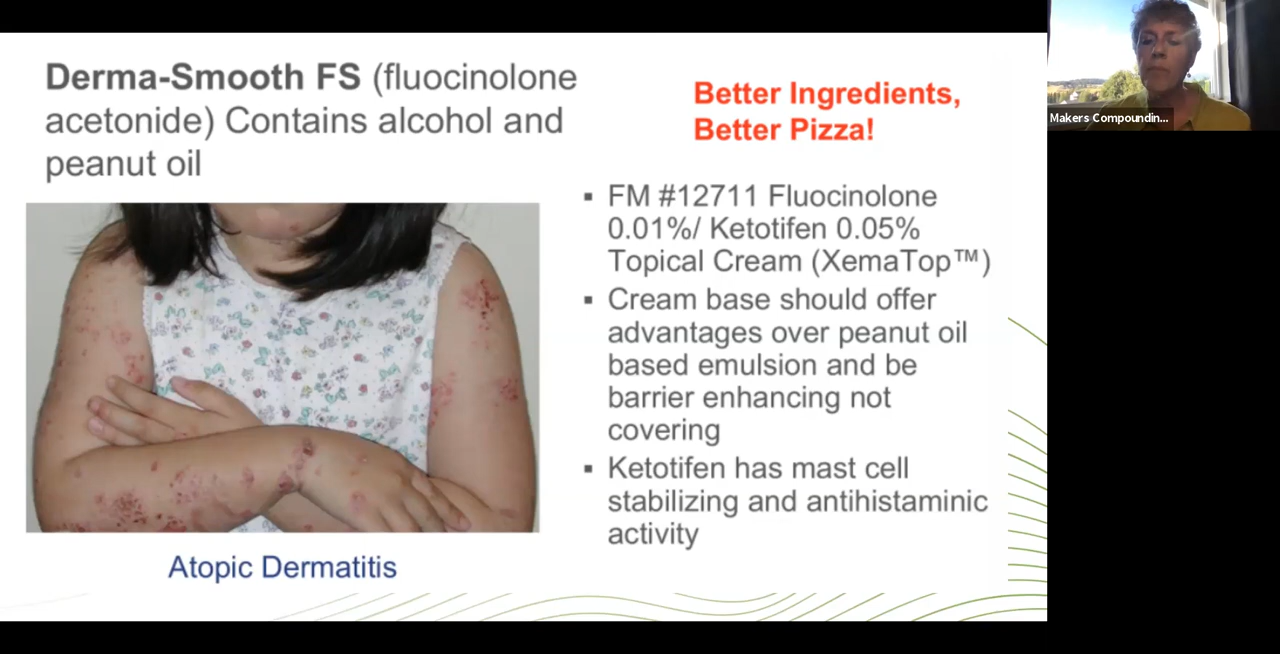 Derma-Smooth FS (fluocinolone
acetonide) Contains alcohol and
peanut oil
Better Ingredients,
Better Pizza!
▪ FM #12711 Fluocinolone
0.01%/ Ketotifen 0.05%
Topical Cream (XemaTop™)
▪ Cream base should offer
advantages over peanut oil
based emulsion and be
barrier enhancing not
covering
▪ Ketotifen has mast cell
stabilizing and antihistaminic
activity
Atopic Dermatitis
Makers Compoundin...